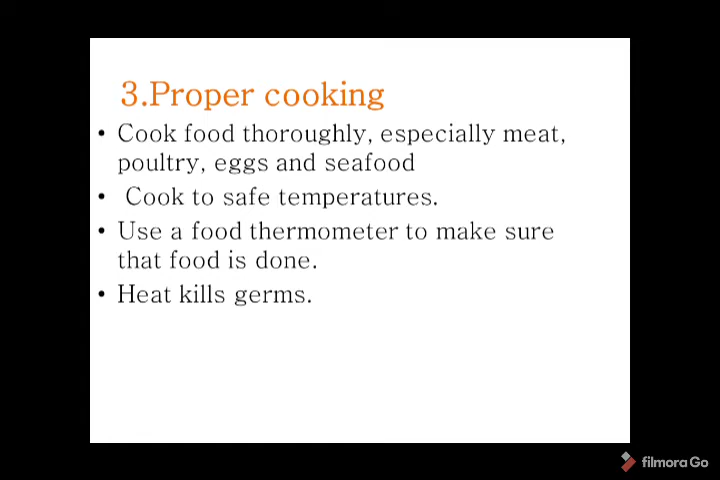 3.Proper cooking
• Cook food thoroughly, especially meat,
poultry, eggs and seafood
• Cook to safe temperatures.
• Use a food thermometer to make sure
that food is done.
• Heat kills germs.
filmora Go